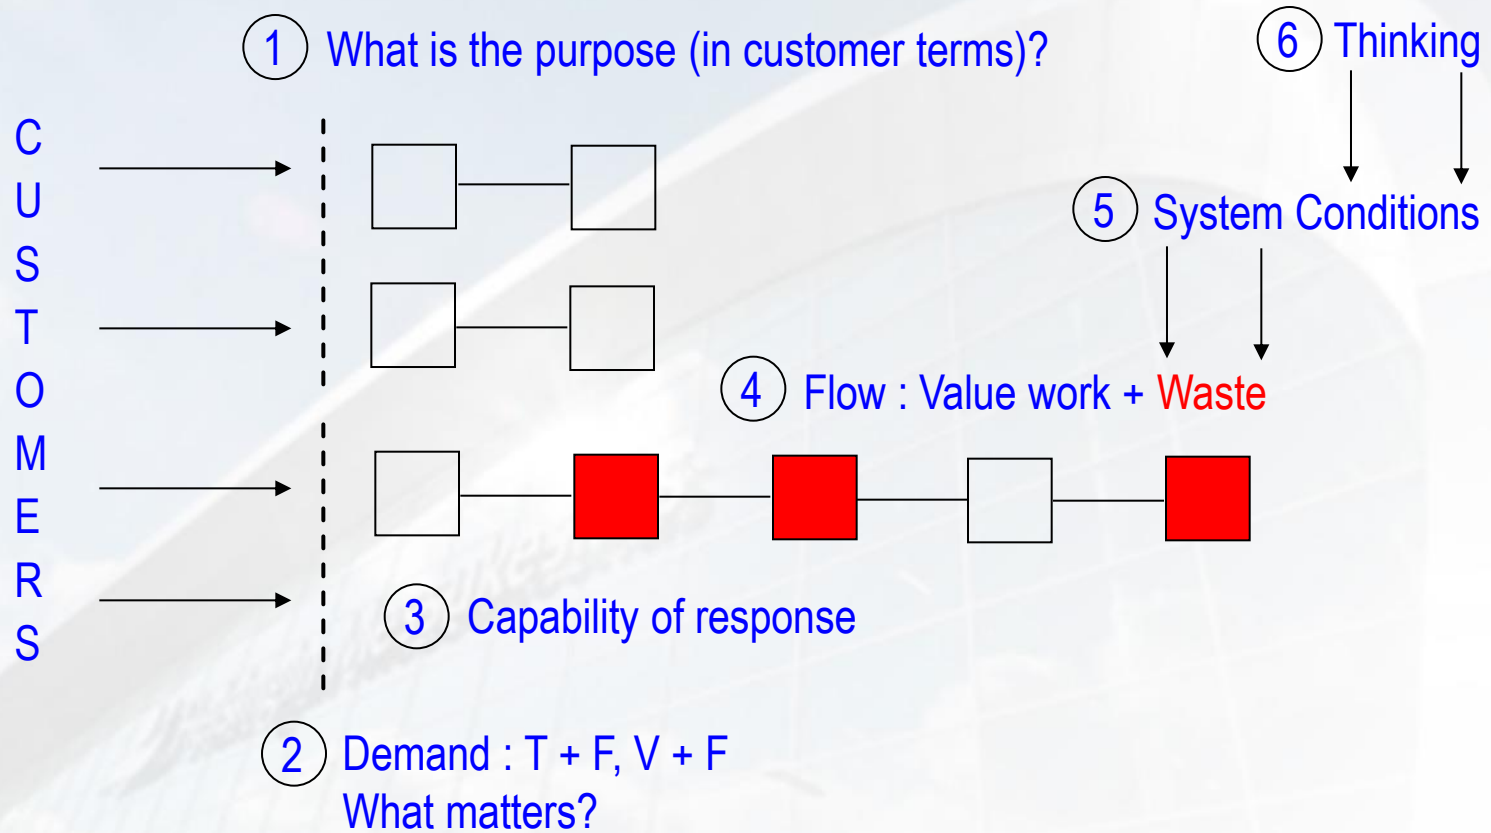 1 What is the purpose (in customer terms)?
6 Thinking
CUSTOMERS
5 System Conditions
4 Flow : Value work + Waste
3 Capability of response
2 Demand : T + F, V + F
What matters?